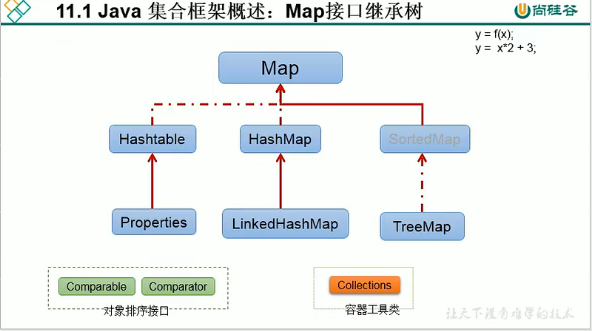 11.1 Java 集合框架概述：Map接口继承树
尚硅谷
y = f(x);
y = x*2 + 3;
Map
Hashtable
HashMap
SortedMap
Properties
LinkedHashMap
TreeMap
Comparable
Comparator
Collections
对象排序接口
容器工具类
让天下没有难学的技术